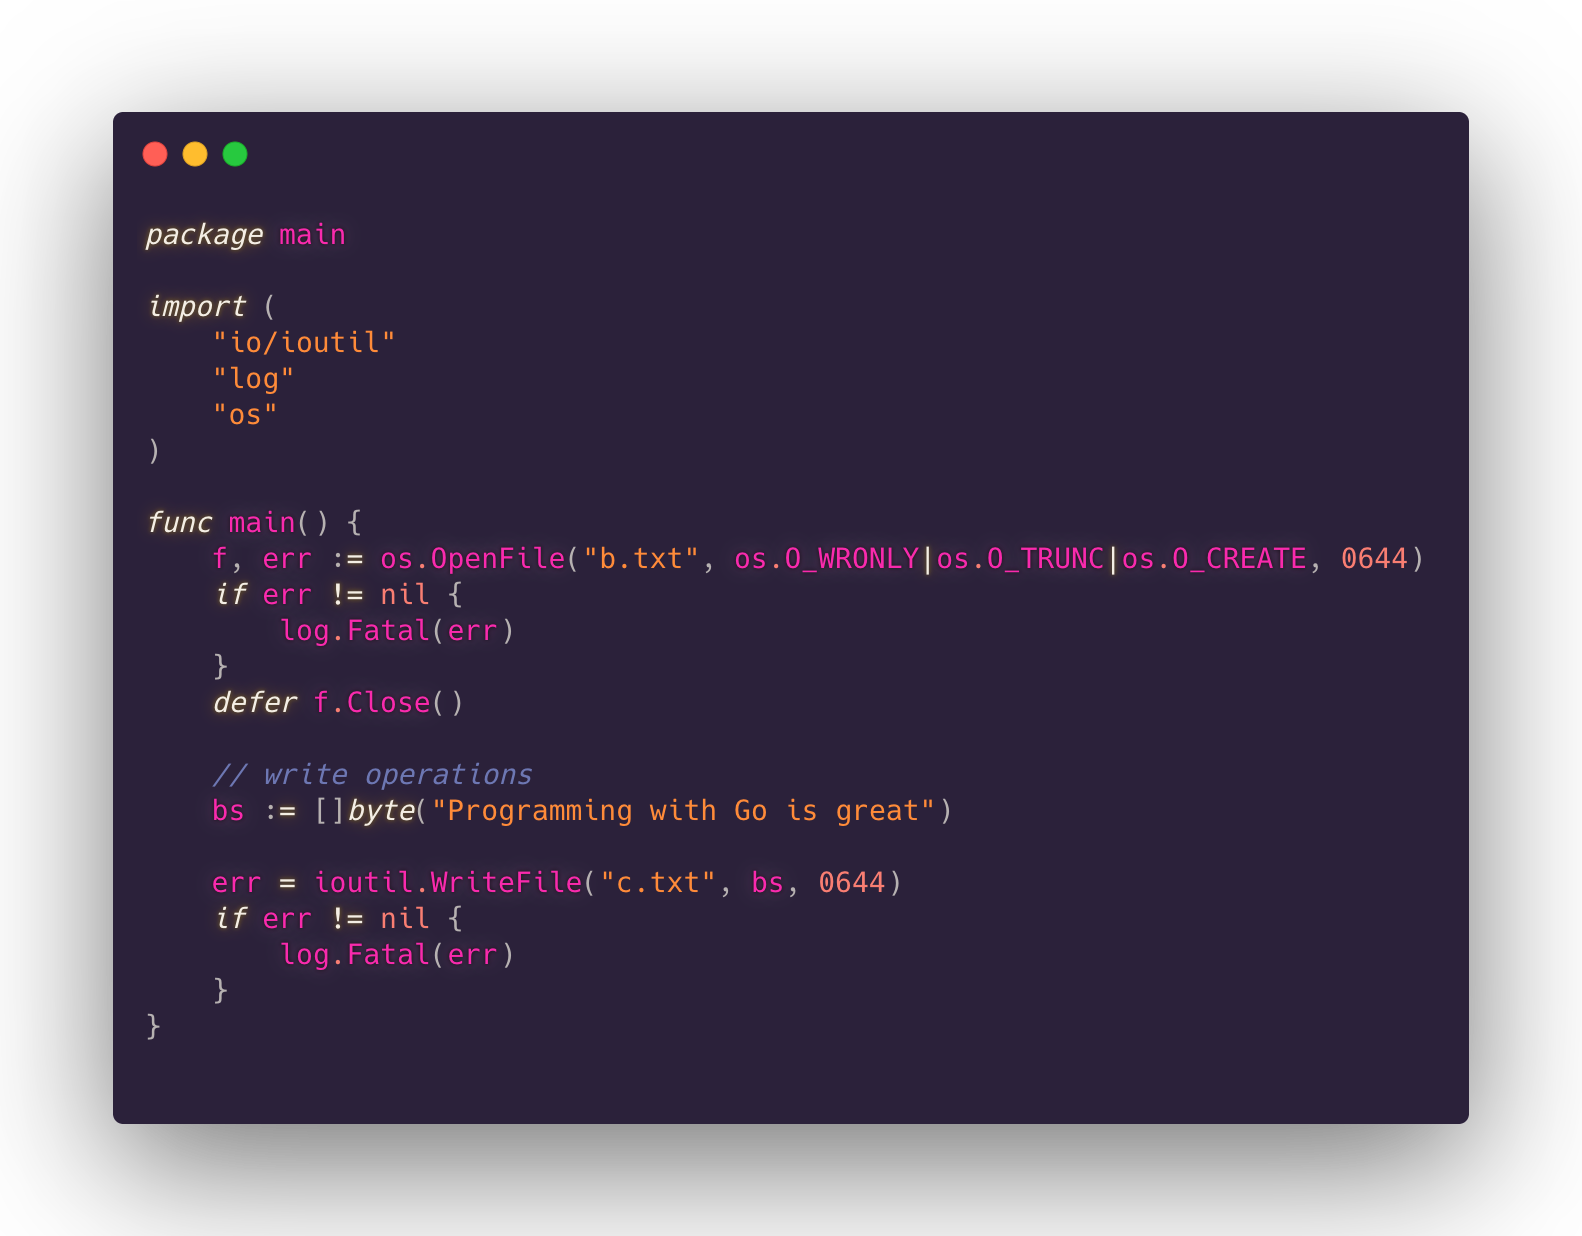 package main

import (
    "io/ioutil"
    "log"
    "os"
)

func main() {
    f, err := os.OpenFile("b.txt", os.O_WRONLY|os.O_TRUNC|os.O_CREATE, 0644)
    if err != nil {
        log.Fatal(err)
    }
    defer f.Close()

    // write operations
    bs := []byte("Programming with Go is great")

    err = ioutil.WriteFile("c.txt", bs, 0644)
    if err != nil {
        log.Fatal(err)
    }
}